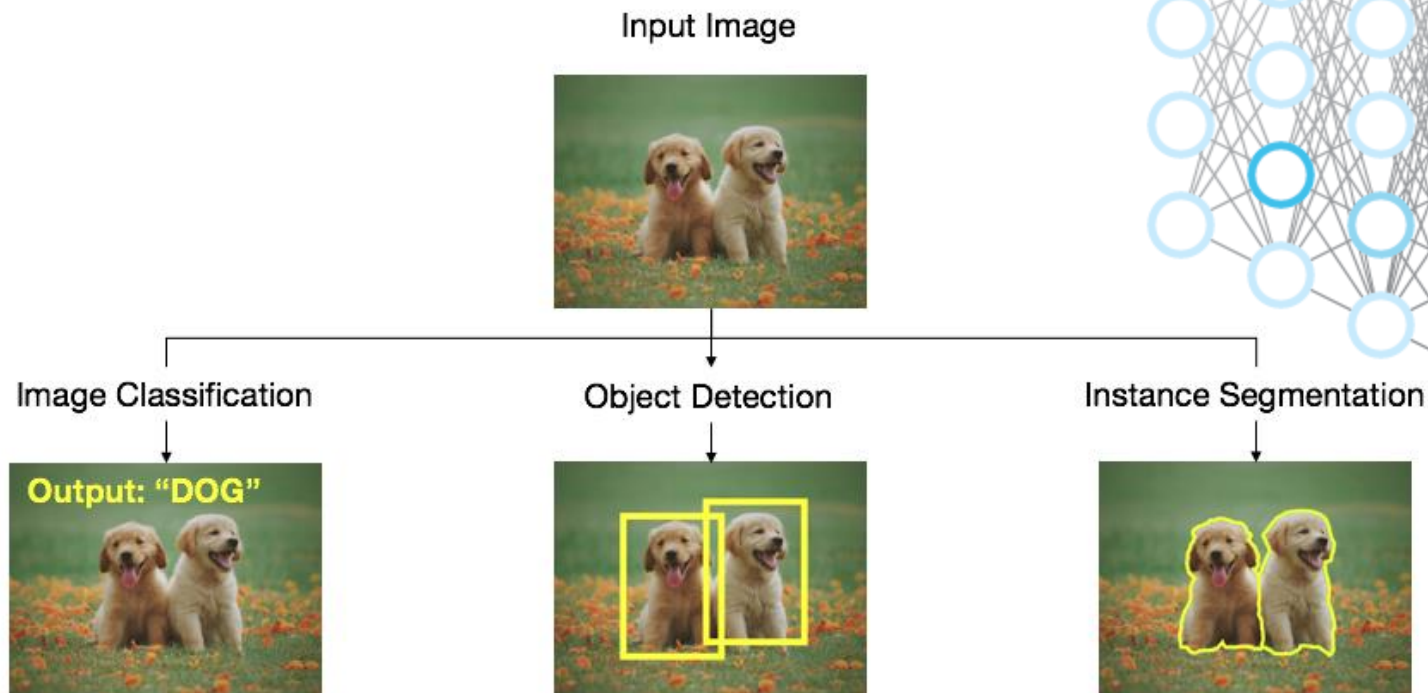 Input Image
Image Classification
Object Detection
Instance Segmentation
Output: “DOG”